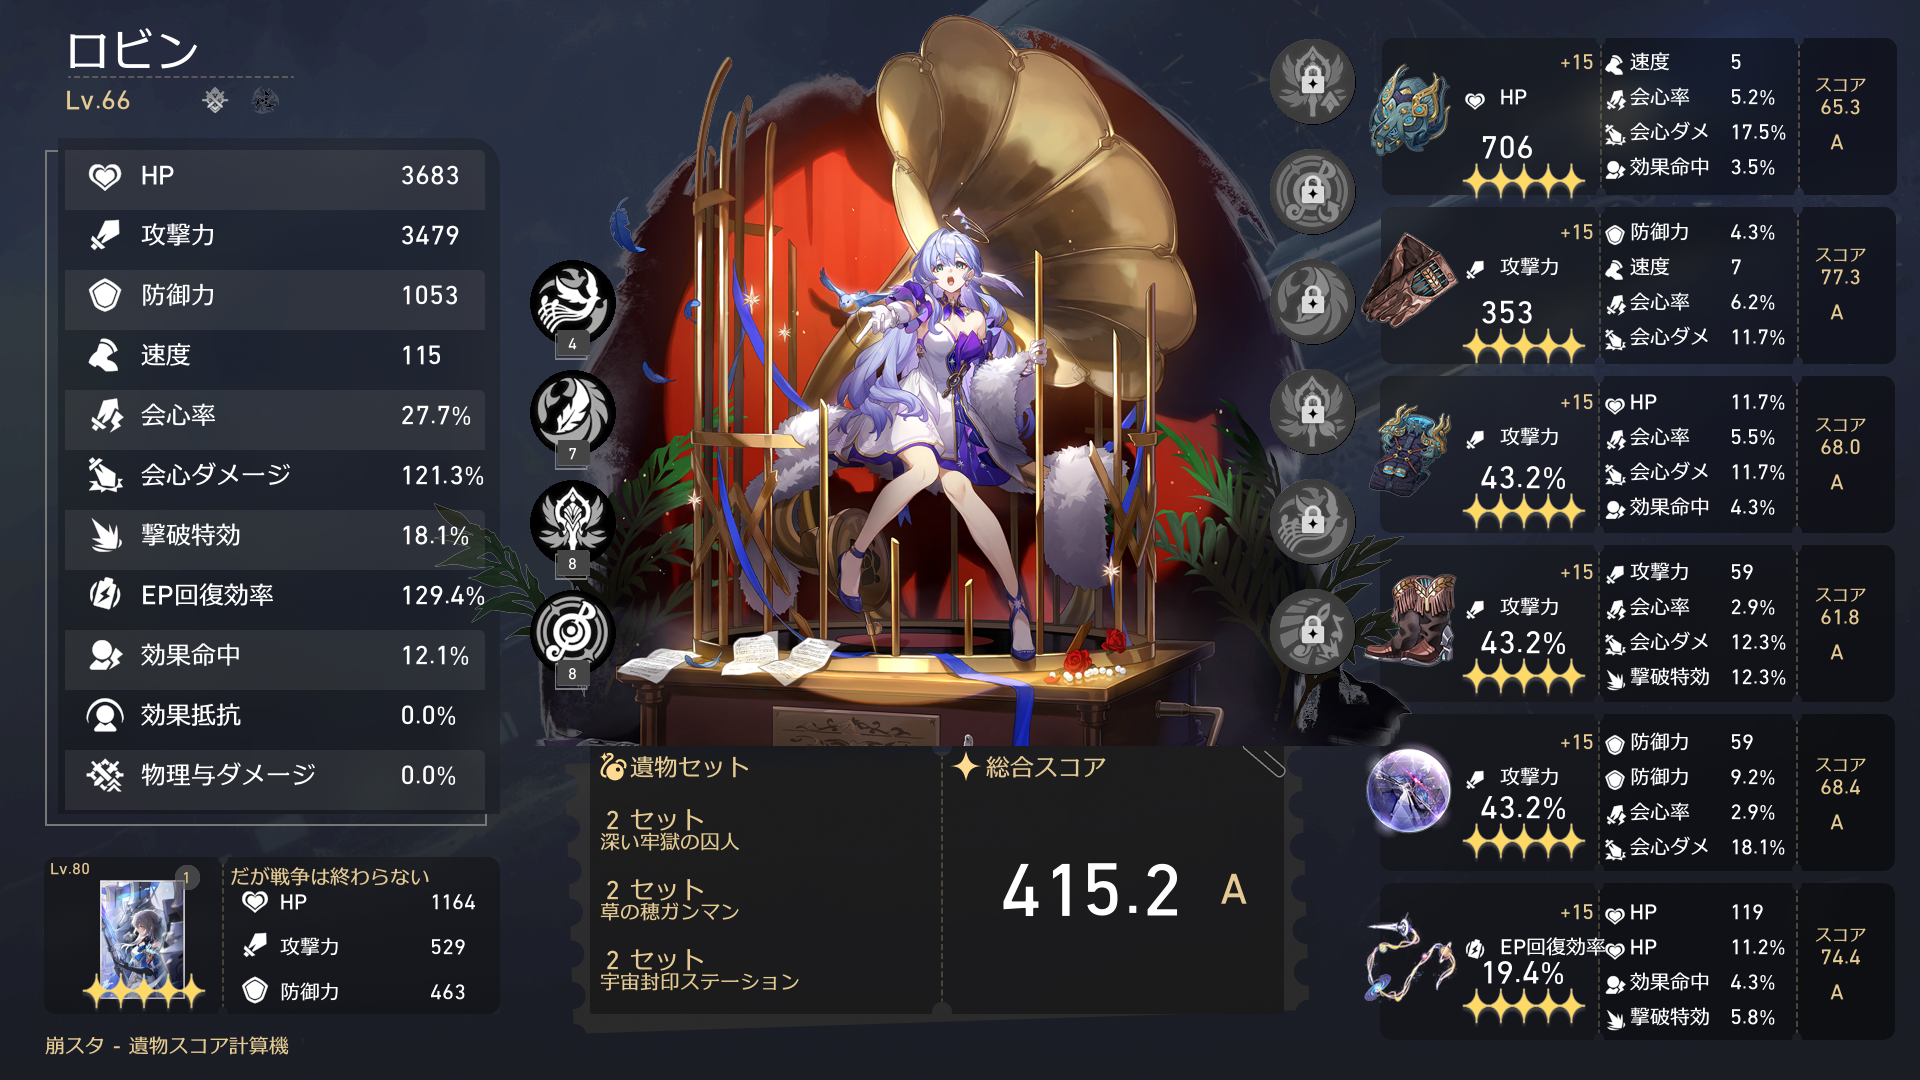 ロビン
Lv.66
HP 3683
攻撃力 3479
防御力 1053
速度 115
会心率 27.7%
会心ダメージ 121.3%
撃破特効 18.1%
EP回復効率 129.4%
効果命中 12.1%
効果抵抗 0.0%
物理与ダメージ 0.0%
Lv.80
1
だが戦争は終わらない
HP 1164
攻撃力 529
防御力 463
崩スタ - 遺物スコア計算機
4
7
8
8
遺物セット
2 セット
深い牢獄の囚人
2 セット
草の穂ガンマン
2 セット
宇宙封印ステーション
総合スコア
415.2 A
+15
HP
706
速度 5
会心率 5.2%
会心ダメ 17.5%
効果命中 3.5%
スコア
65.3
A
+15
攻撃力
353
防御力 4.3%
速度 7
会心率 6.2%
会心ダメ 11.7%
スコア
77.3
A
+15
攻撃力
43.2%
HP 11.7%
会心率 5.5%
会心ダメ 11.7%
効果命中 4.3%
スコア
68.0
A
+15
攻撃力
43.2%
攻撃力 59
会心率 2.9%
会心ダメ 12.3%
撃破特効 12.3%
スコア
61.8
A
+15
攻撃力
43.2%
防御力 59
防御力 9.2%
会心率 2.9%
会心ダメ 18.1%
スコア
68.4
A
+15
EP回復効率
19.4%
HP 119
HP 11.2%
効果命中 4.3%
撃破特効 5.8%
スコア
74.4
A